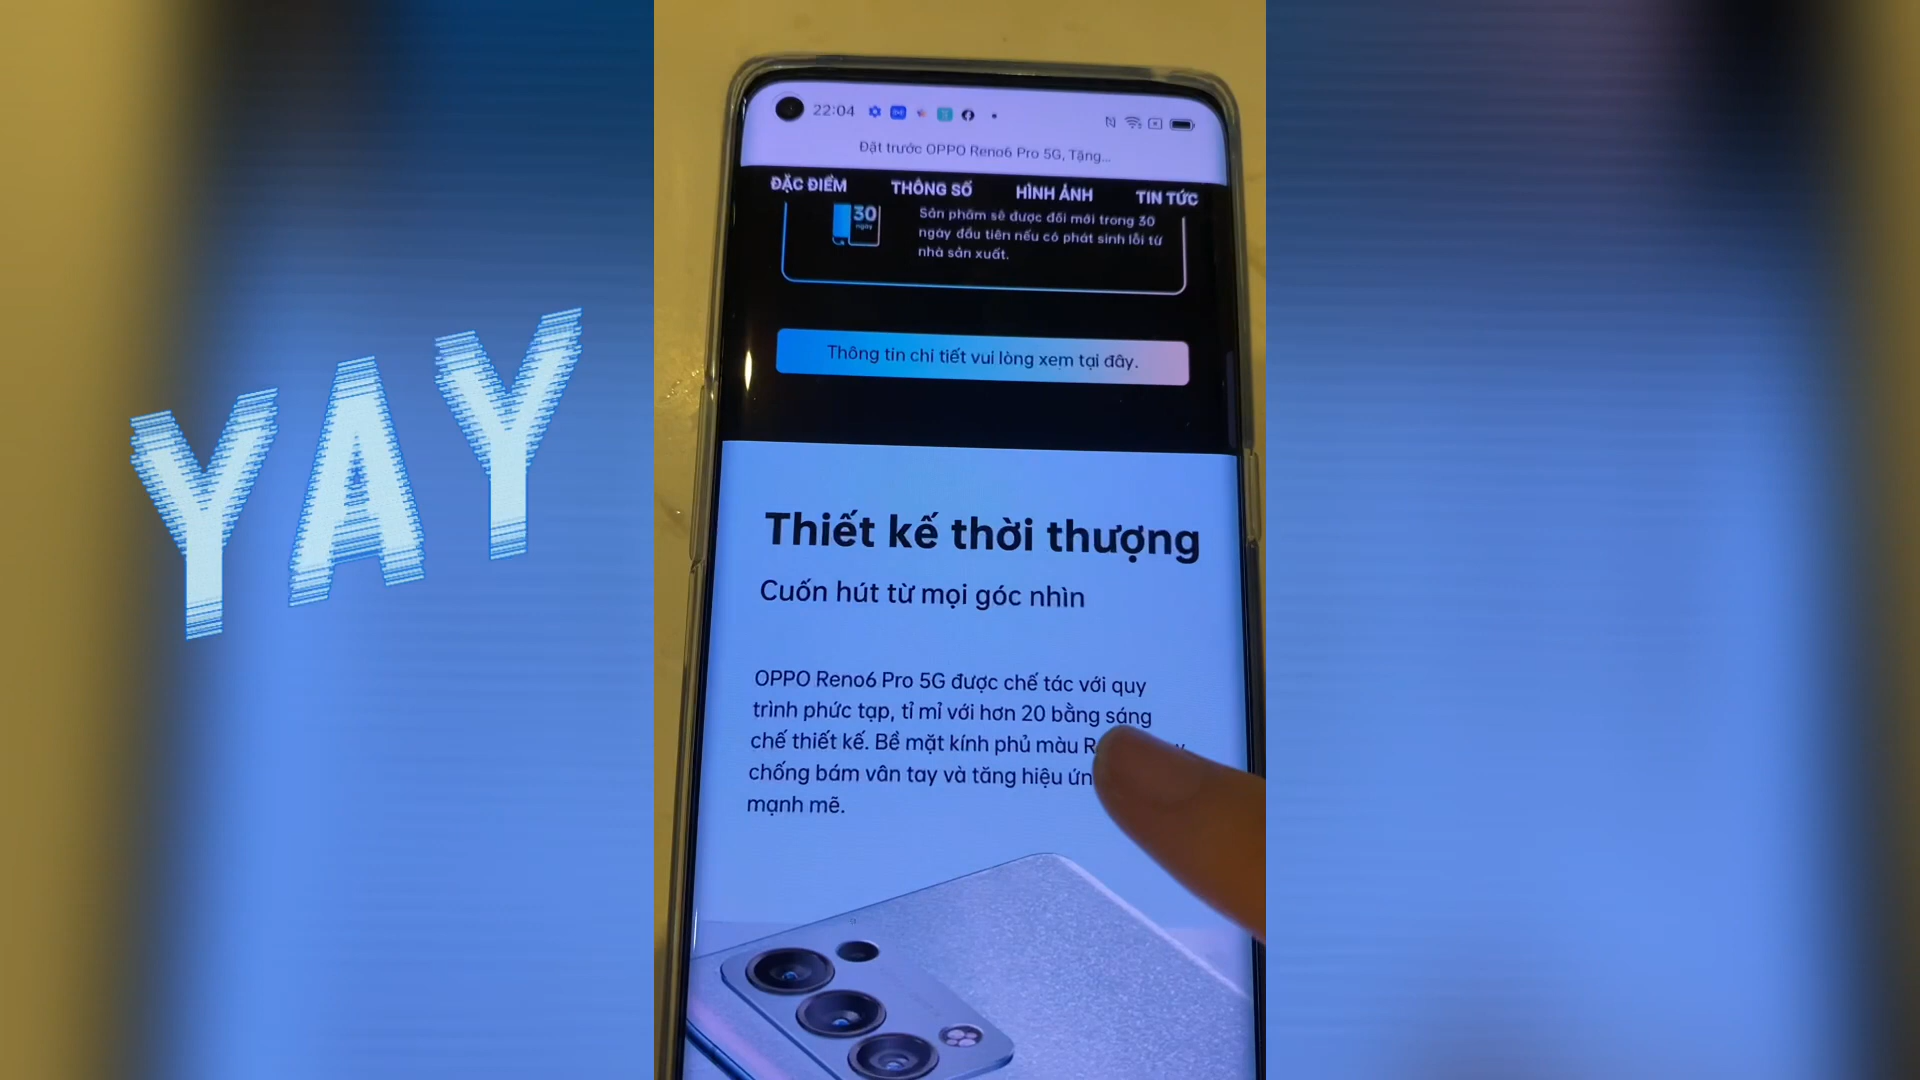 YAY
22:04
Đặt trước OPPO Reno6 Pro 5G, Tặng...
ĐẶC ĐIỂM THÔNG SỐ HÌNH ẢNH TIN TỨC
30
ngày
Sản phẩm sẽ được đổi mới trong 30
ngày đầu tiên nếu có phát sinh lỗi từ
nhà sản xuất.
Thông tin chi tiết vui lòng xem tại đây.
Thiết kế thời thượng
Cuốn hút từ mọi góc nhìn
OPPO Reno6 Pro 5G được chế tác với quy
trình phức tạp, tỉ mỉ với hơn 20 bằng sáng
chế thiết kế. Bề mặt kính phủ màu
chống bám vân tay và tăng hiệu
mạnh mẽ.